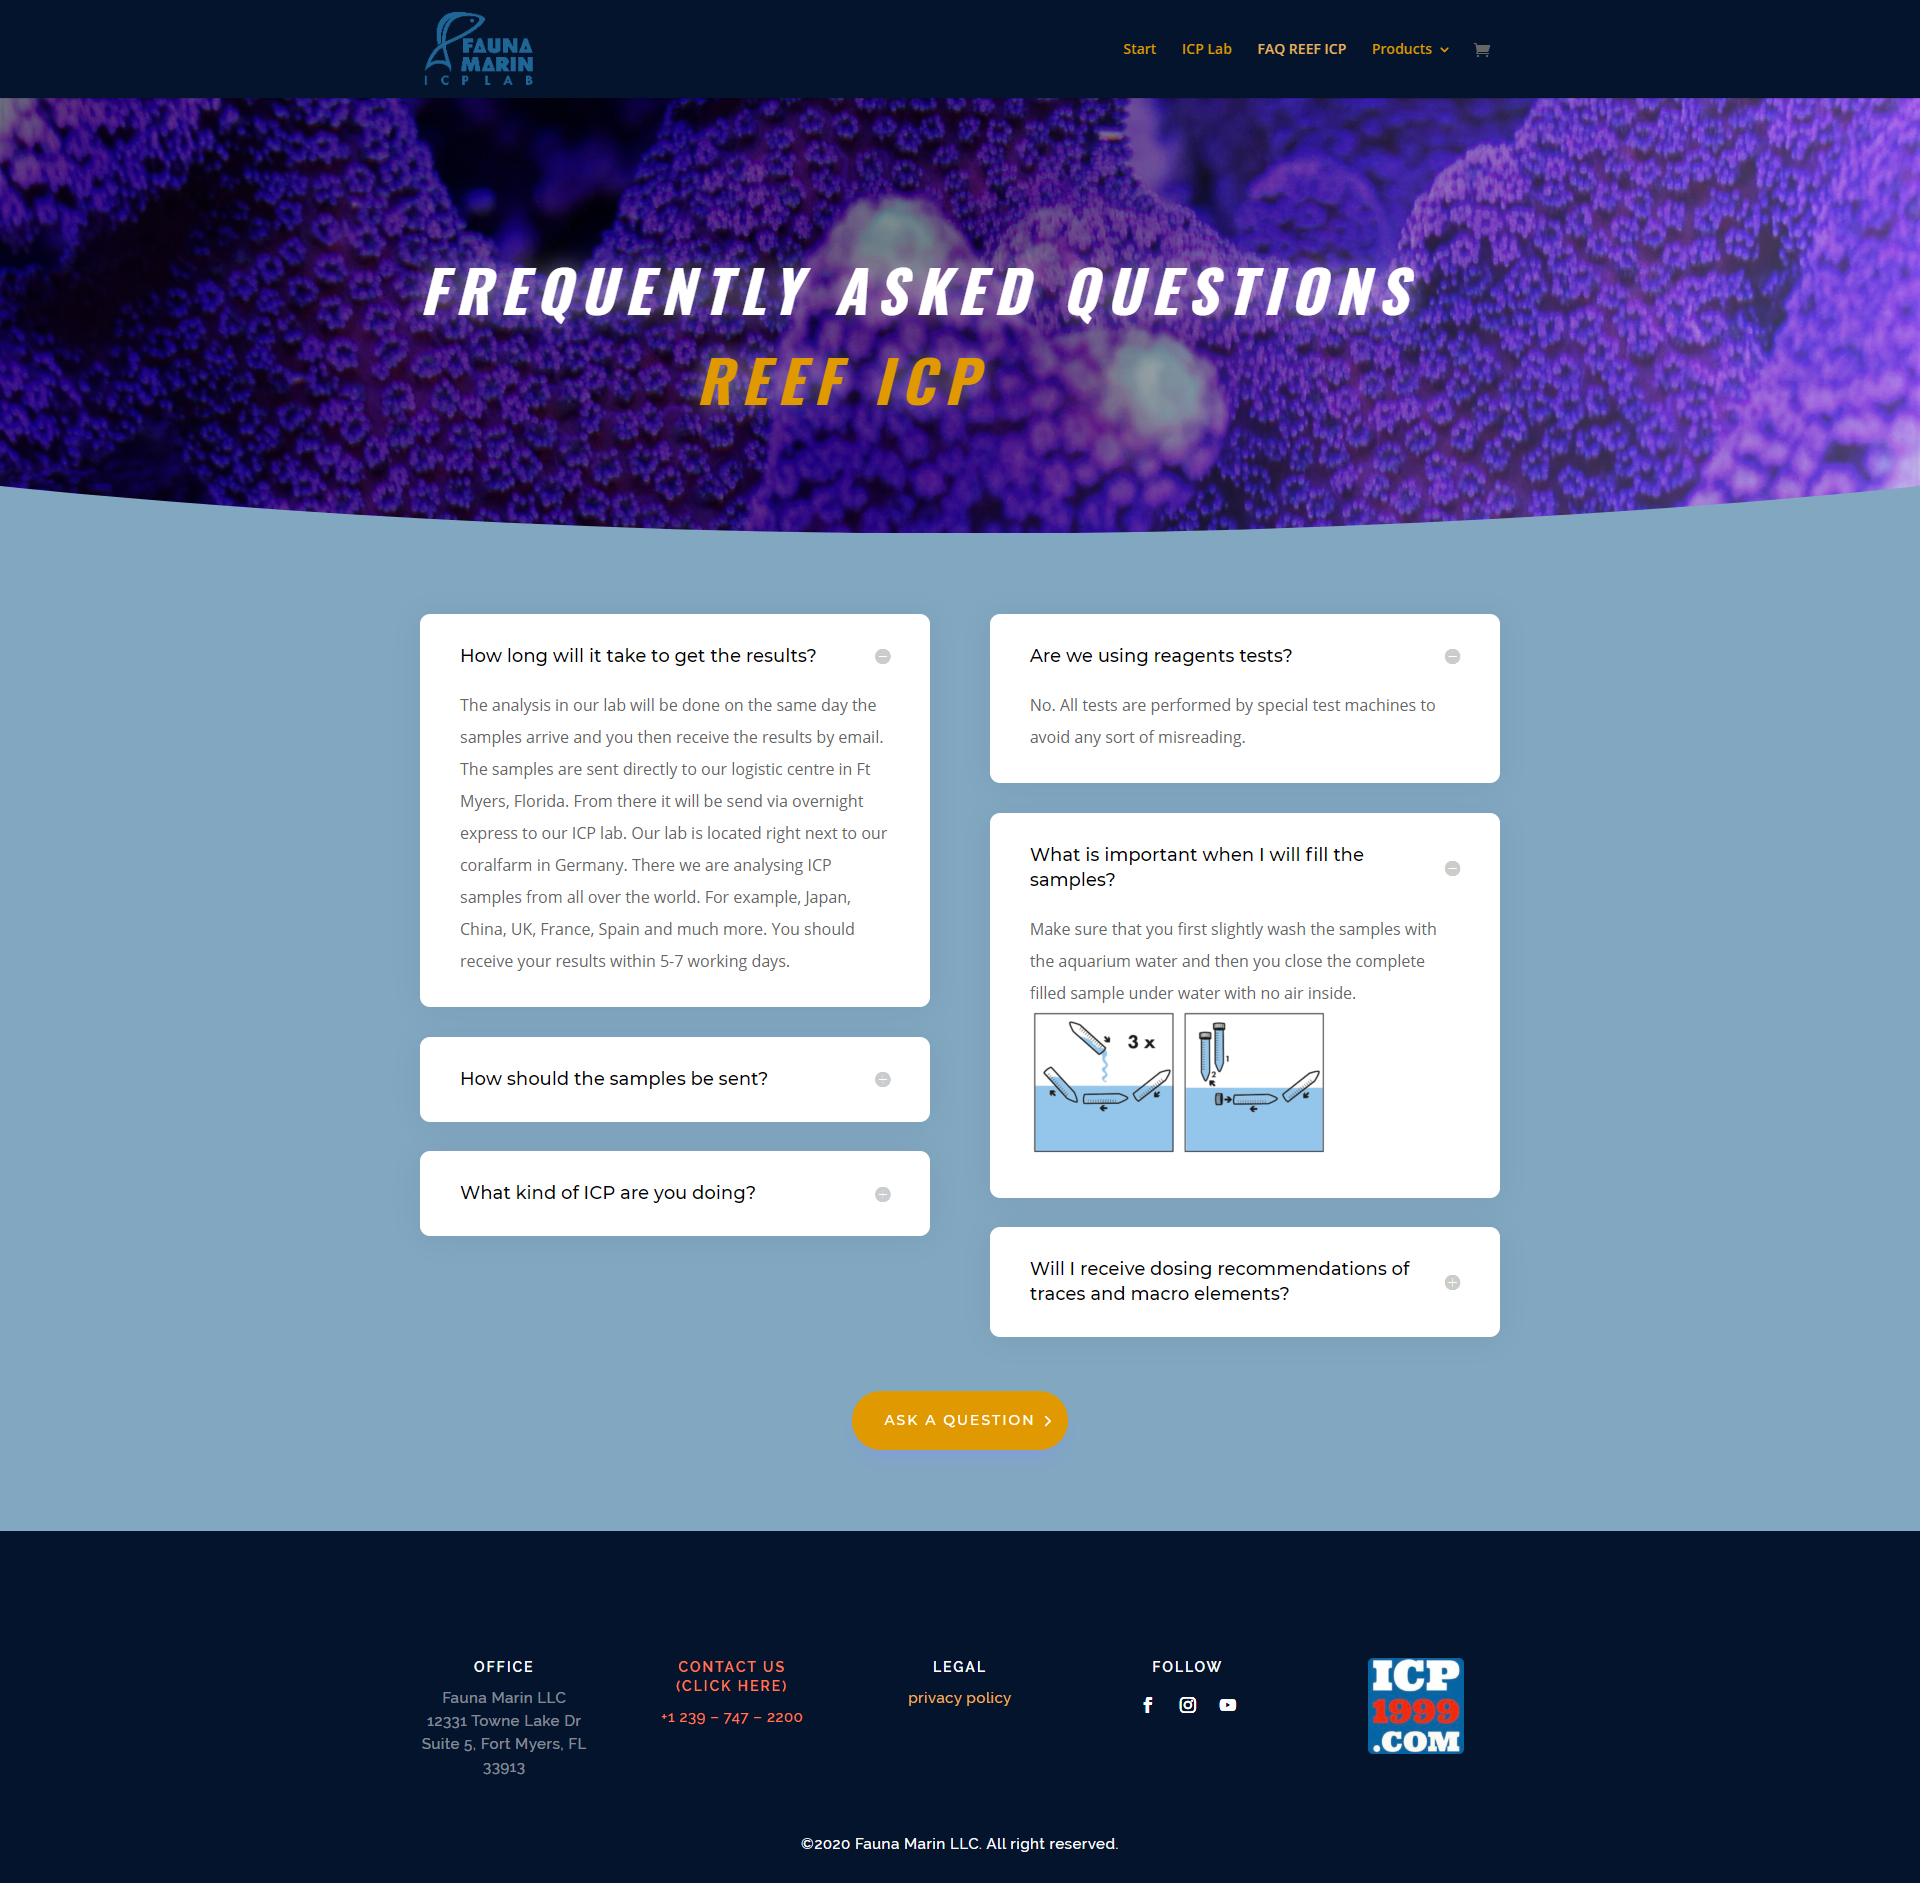 FAUNA
MARIN
ICP LAB
Start
ICP Lab
FAQ REEF ICP
Products
FREQUENTLY ASKED QUESTIONS
REEF ICP
How long will it take to get the results?
The analysis in our lab will be done on the same day the
samples arrive and you then receive the results by email.
The samples are sent directly to our logistic centre in Ft
Myers, Florida. From there it will be send via overnight
express to our ICP lab. Our lab is located right next to our
coralfarm in Germany. There we are analysing ICP
samples from all over the world. For example, Japan,
China, UK, France, Spain and much more. You should
receive your results within 5-7 working days.
How should the samples be sent?
What kind of ICP are you doing?
Are we using reagents tests?
No. All tests are performed by special test machines to
avoid any sort of misreading.
What is important when I will fill the
samples?
Make sure that you first slightly wash the samples with
the aquarium water and then you close the complete
filled sample under water with no air inside.
3 x
1
2
Will I receive dosing recommendations of
traces and macro elements?
ASK A QUESTION
OFFICE
Fauna Marin LLC
12331 Towne Lake Dr
Suite 5, Fort Myers, FL
33913
CONTACT US
(CLICK HERE)
+1 239 – 747 – 2200
LEGAL
privacy policy
FOLLOW
ICP
1999
.COM
©2020 Fauna Marin LLC. All right reserved.